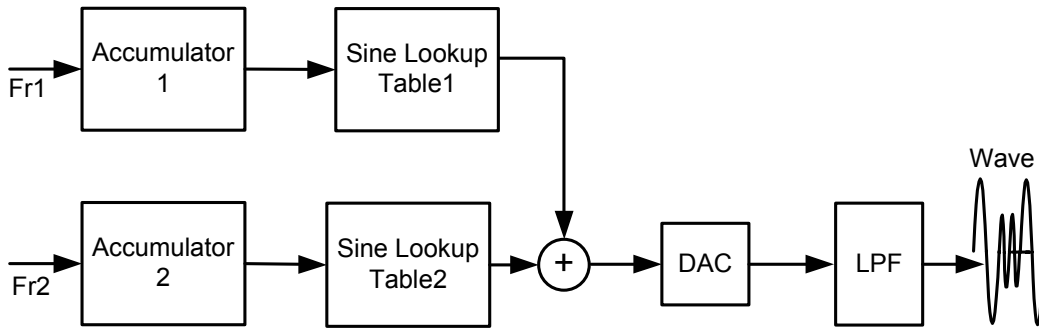 Accumulator
1
Sine Lookup
Table1
Fr1
Wave
Accumulator
2
Sine Lookup
Table2
+
DAC
LPF
Fr2